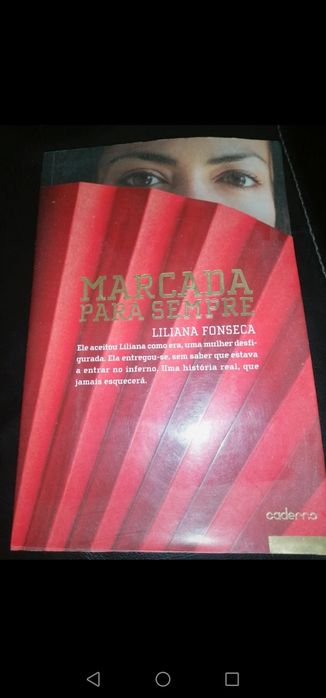 MARCADA
PARA SEMPRE
LILIANA FONSECA
Ele aceitou Liliana como era, uma mulher desfi-
gurada. Ela entregou-se, sem saber que estava
a entrar no inferno. Uma história real, que
jamais esquecerá.
caderno